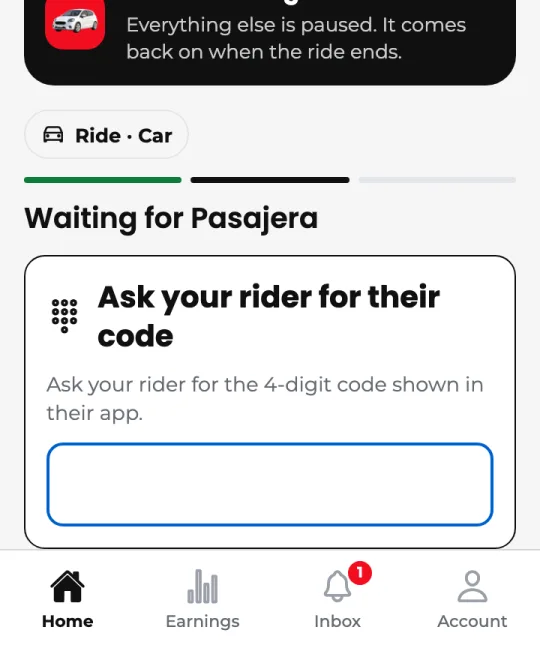 Everything else is paused. It comes
back on when the ride ends.
Ride · Car
Waiting for Pasajera
Ask your rider for their
code
Ask your rider for the 4-digit code shown in
their app.
1
Home
Earnings
Inbox
Account